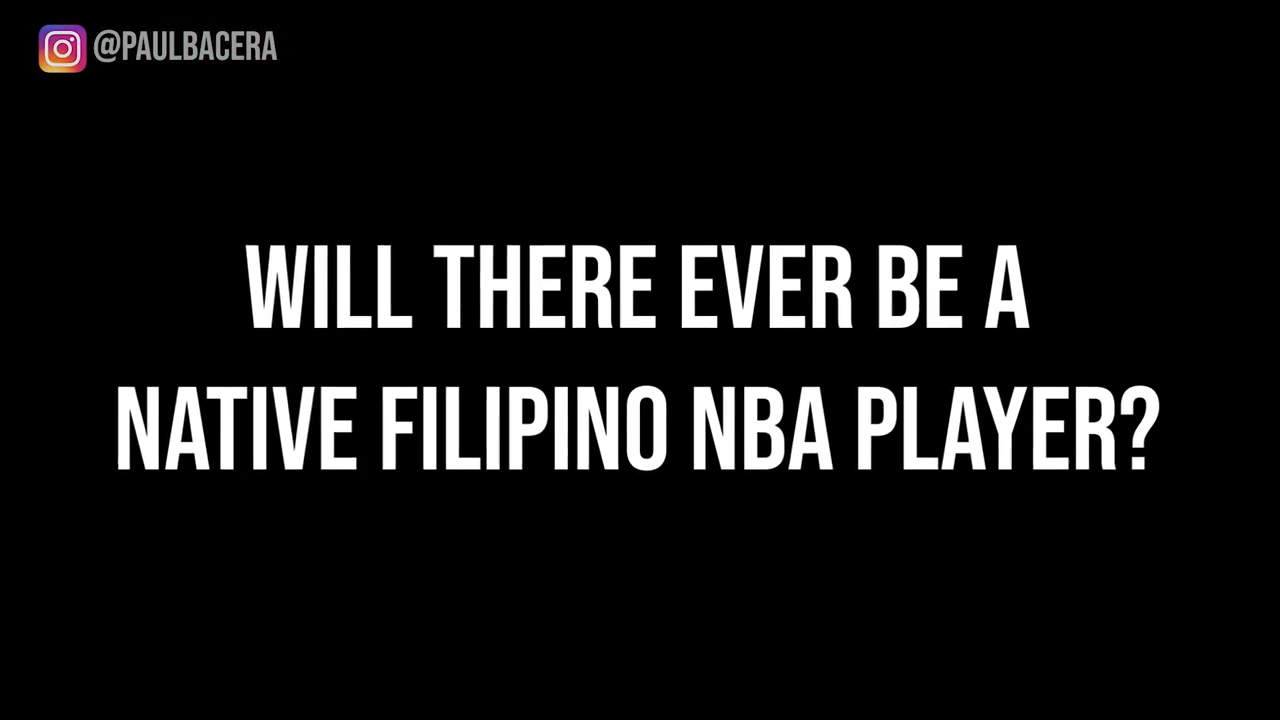 @PAULBACERA
WILL THERE EVER BE A
NATIVE FILIPINO NBA PLAYER?